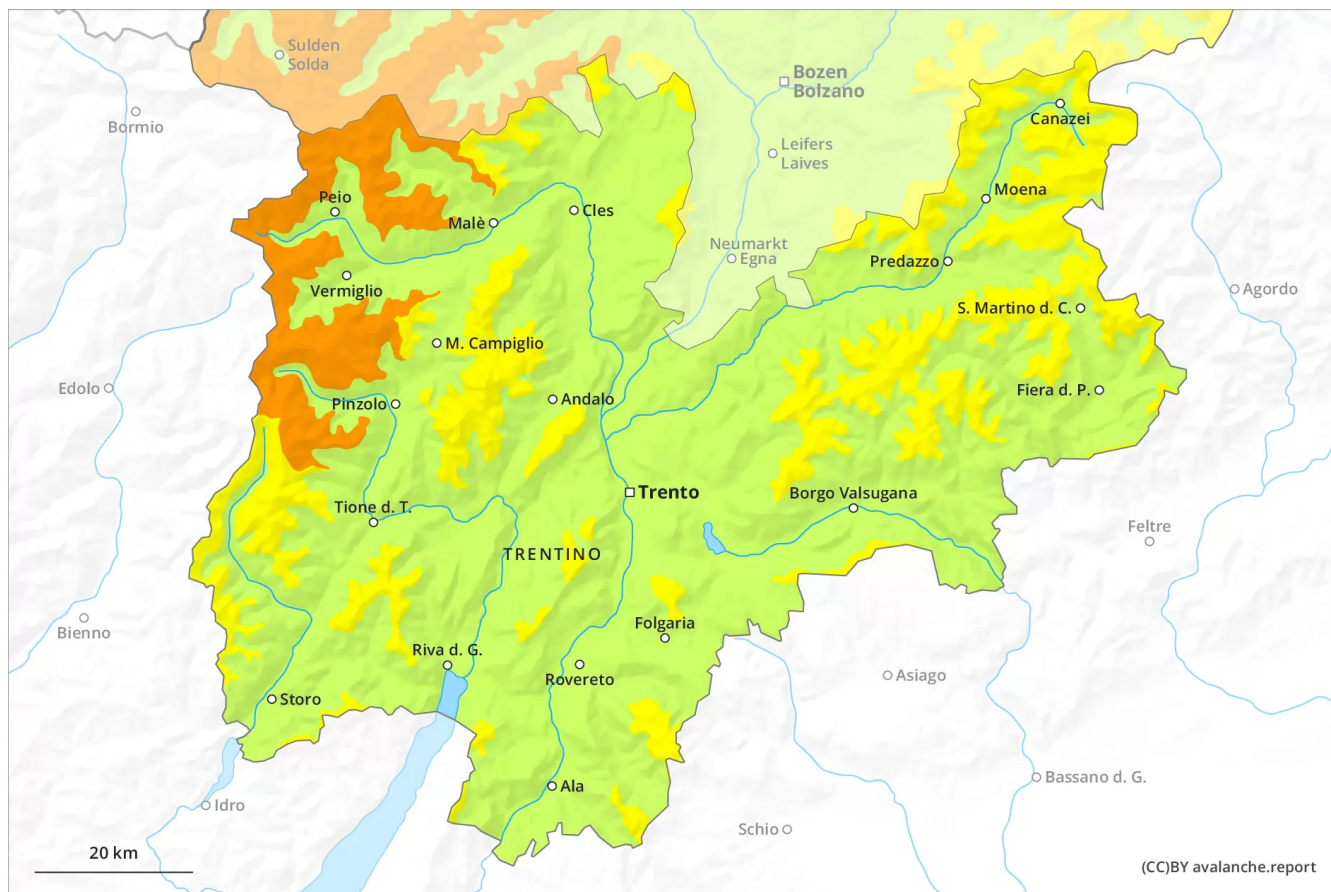 Sulden
Solda
Bozen
Bolzano
Bormio
Canazei
Leifers
Laives
Peio
Moena
Malè
Cles
Neumarkt
Egna
Predazzo
Vermiglio
Agordo
S. Martino d. C.
M. Campiglio
Edolo
Fiera d. P.
Pinzolo
Andalo
Trento
Borgo Valsugana
Tione d. T.
Feltre
TRENTINO
Bienno
Folgaria
Riva d. G.
Rovereto
Asiago
Storo
Bassano d. G.
Ala
Idro
Schio
20 km
(CC)BY avalanche.report